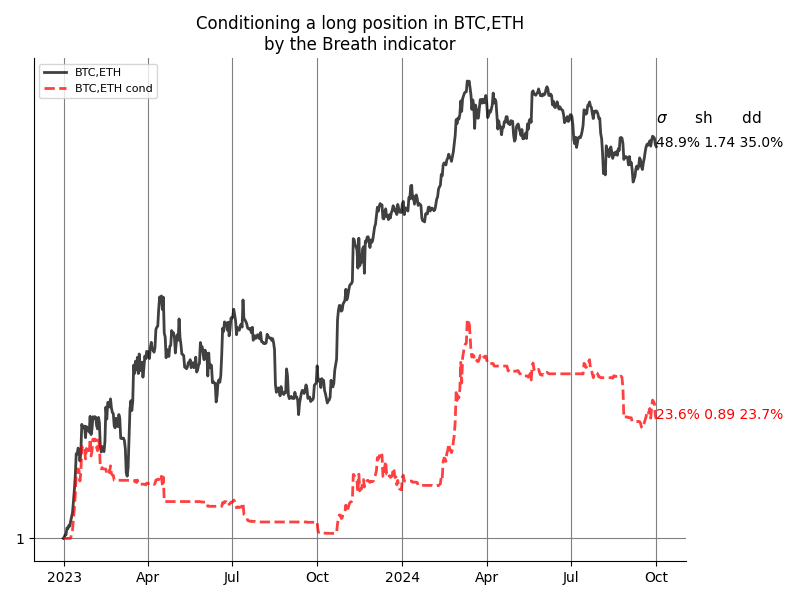 Conditioning a long position in BTC,ETH
by the Breath indicator
BTC,ETH
BTC,ETH cond
σ sh dd
48.9% 1.74 35.0%
23.6% 0.89 23.7%
1
2023 Apr Jul Oct 2024 Apr Jul Oct